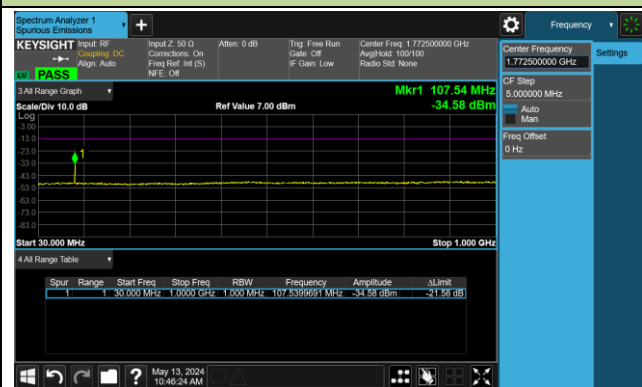 Spectrum Analyzer 1
Spurious Emissions
Frequency
KEYSIGHT
Input: RF
Coupling: DC
Align: Auto
Input Z: 50 Ω
Corrections: On
Freq Ref: Int (S)
NFE: Off
Atten: 0 dB
Trig: Free Run
Gate: Off
IF Gain: Low
Center Freq: 1.772500000 GHz
Avg|Hold: 100/100
Radio Std: None
PASS
Center Frequency
1.772500000 GHz
Settings
CF Step
5.000000 MHz
Auto
Man
Freq Offset
0 Hz
3 All Range Graph
Mkr1 107.54 MHz
Scale/Div 10.0 dB
Ref Value 7.00 dBm
-34.58 dBm
Log
-3.00
-13.0
-23.0
1
-33.0
-43.0
-53.0
-63.0
-73.0
-83.0
Start 30.000 MHz
Stop 1.000 GHz
4 All Range Table
Spur Range Start Freq Stop Freq RBW Frequency Amplitude ΔLimit
1 1 30.000 MHz 1.0000 GHz 1.000 MHz 107.5399691 MHz -34.58 dBm -21.58 dB
?
May 13, 2024
10:46:24 AM